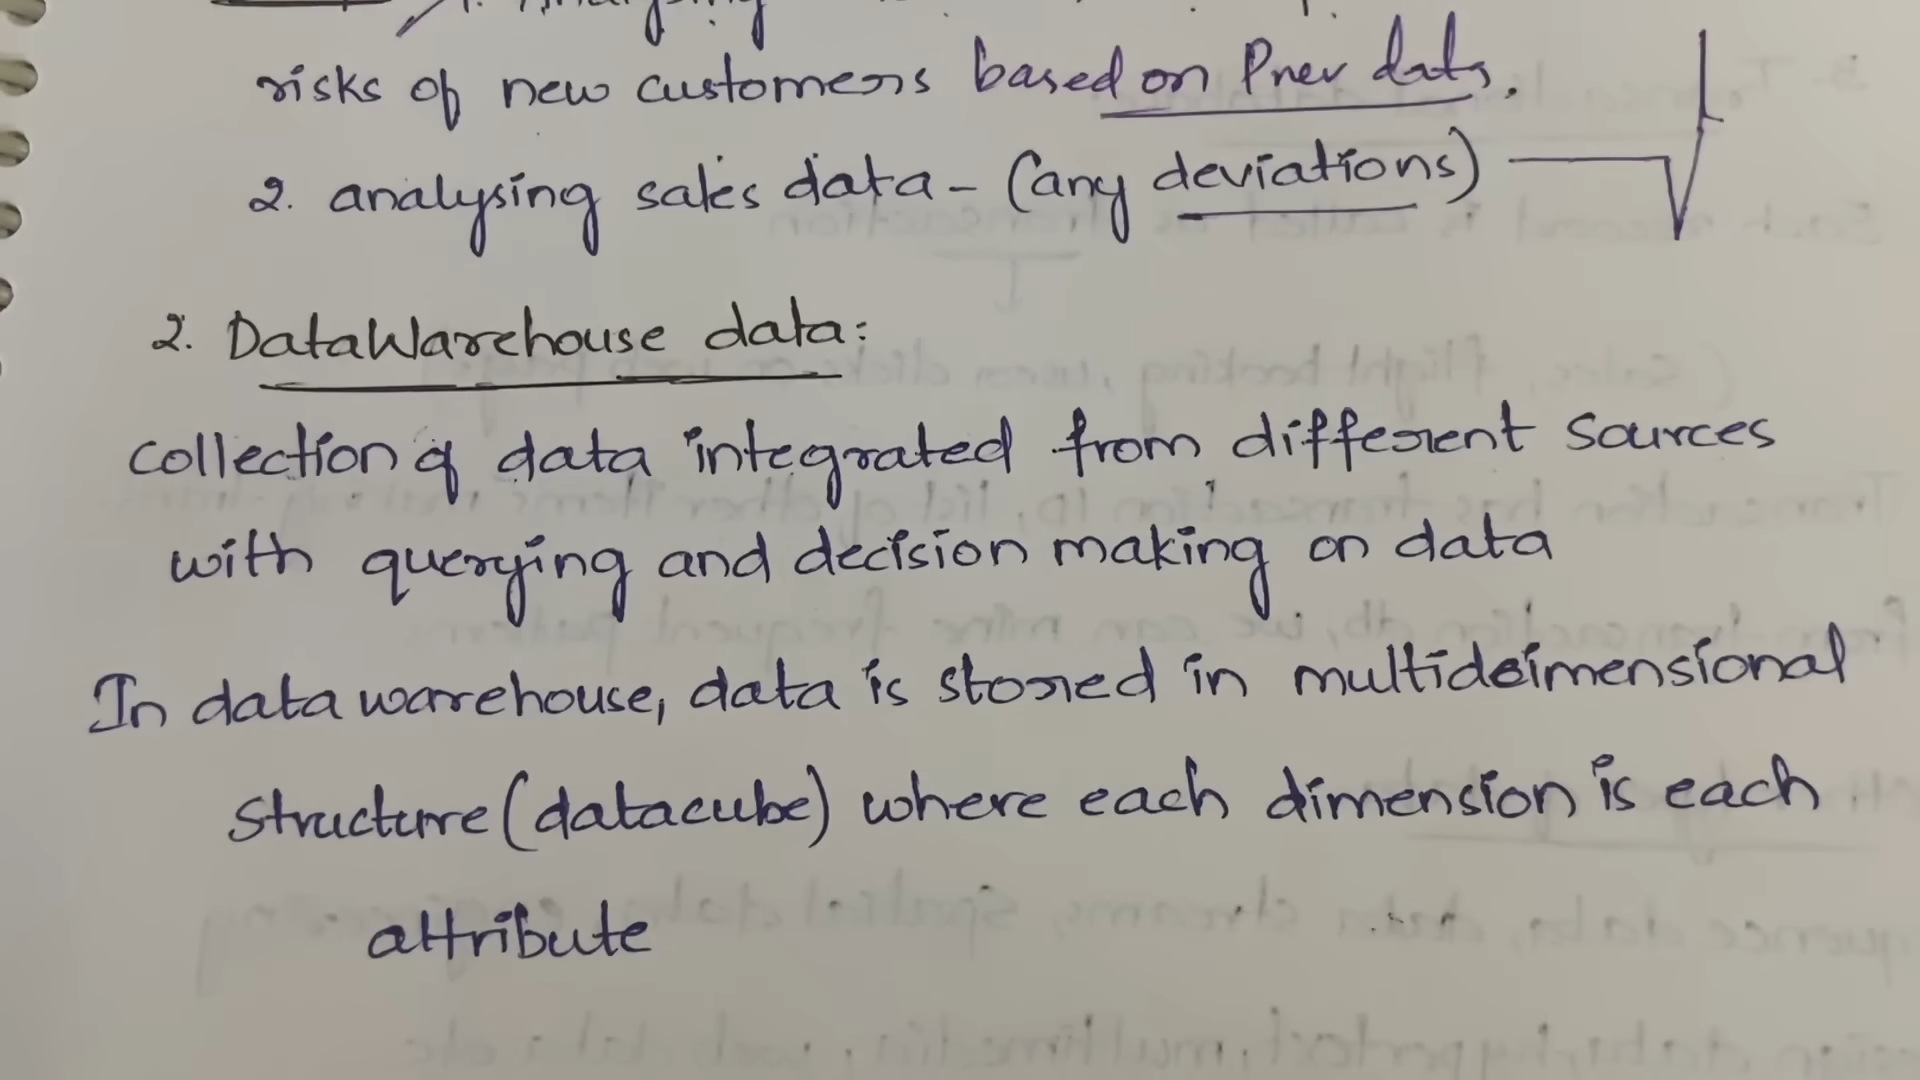 1. Analysing
risks of new customers based on Prev data.
2. analysing sales data - (any deviations)
2. DataWarehouse data:
collection of data integrated from different sources
with querying and decision making on data
In data warehouse, data is stored in multideimensional
structure (datacube) where each dimension is each
attribute